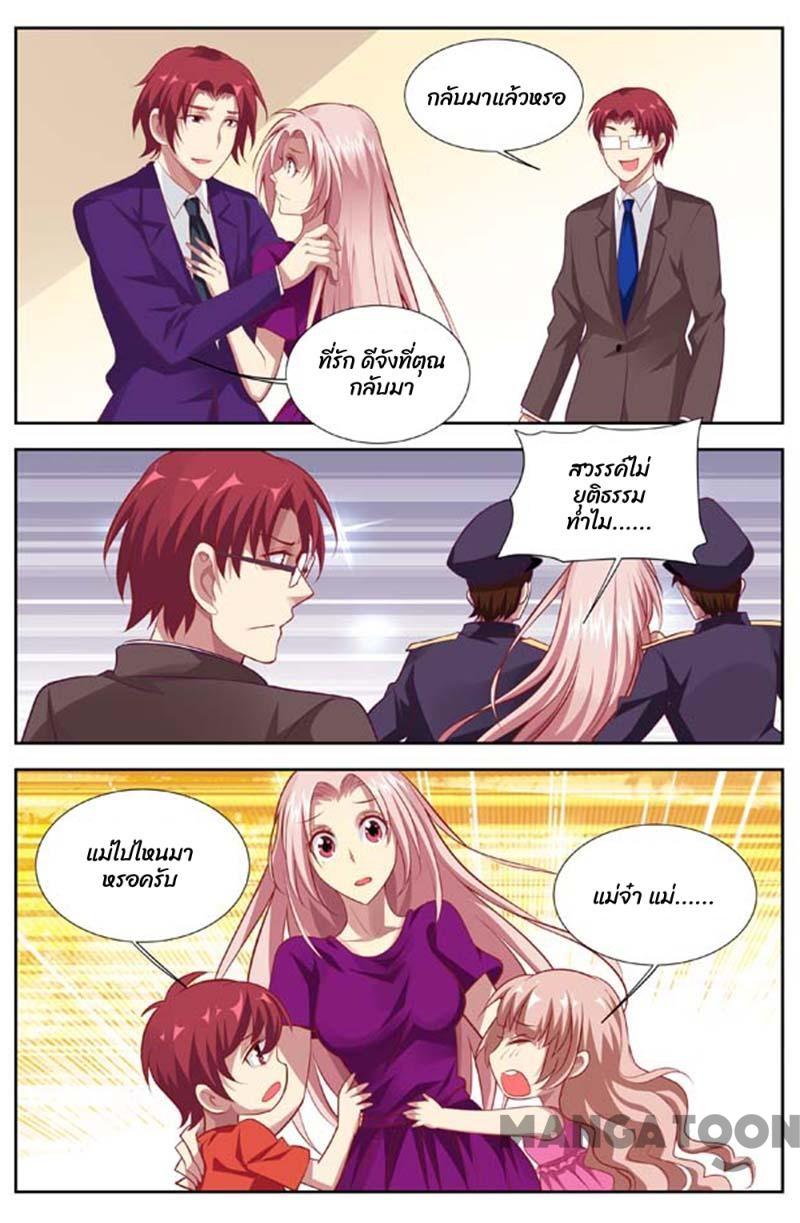 กลับมาแล้วหรอ
ที่รัก ดีจังที่ตุณ
กลับมา
สวรรค์ไม่
ยุติธรรม
ทำไม......
แม่ไปไหนมา
หรอครับ
แม่จ๋า แม่......
MANGATOON